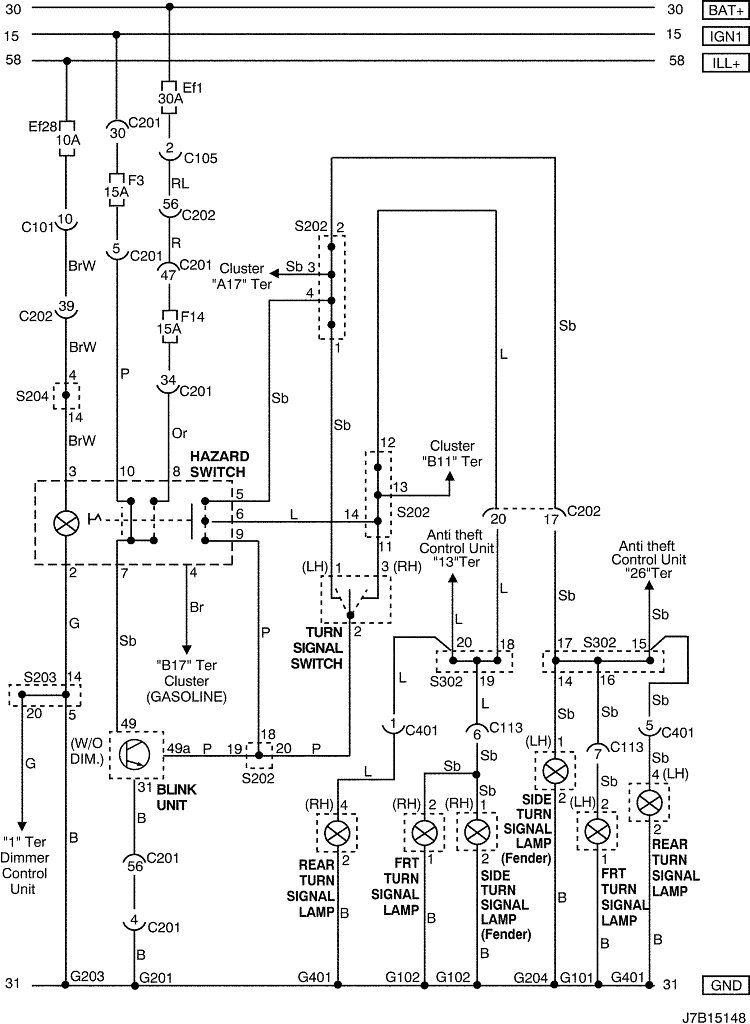 30 30 BAT+
15 15 IGN1
58 58 ILL+
Ef1
30A
Ef28
10A
C201
30
2
C105
F3
15A
RL
56
C202
10
C101
R
S202 2
5
C201
C201
47
BrW
Cluster
"A17" Ter
Sb 3
4
39
C202
F14
15A
Sb
BrW
1
L
P
34
C201
4
S204
14
Sb
Sb
BrW
Or
12
Cluster
"B11" Ter
HAZARD
SWITCH
3 10 8
13
5
6 L 14
S202
20 17 C202
9
11
Anti theft
Control Unit
"13"Ter
Anti theft
Control Unit
"26"Ter
2 7 4
(LH) 1 3 (RH)
Br
L
L
Sb
Sb
G
Sb
P
TURN
SIGNAL
SWITCH
2
20 18
17 S302 15
"B17" Ter
Cluster
(GASOLINE)
S203 14
20 5
S302 19
14 16
L
L
Sb
Sb
Sb
49
(W/O
DIM.)
49a P 19
18
20 P
S202
1
C401
C113
6
5
C401
(LH) 1
C113
7
G
31
BLINK
UNIT
L
Sb
Sb
Sb
4 (LH)
2
(RH) 4
(RH) 2
(RH) 1
(LH) 2
SIDE
TURN
SIGNAL
LAMP
(Fender)
B
B
"1" Ter
Dimmer
Control
Unit
2
1
2
1
2
C201
56
REAR
TURN
SIGNAL
LAMP
FRT
TURN
SIGNAL
LAMP
SIDE
TURN
SIGNAL
LAMP
(Fender)
FRT
TURN
SIGNAL
LAMP
REAR
TURN
SIGNAL
LAMP
4
C201
B
B
B
B
B
B
B
31 G203 G201 G401 G102 G102 G204 G101 G401 31 GND
J7B15148